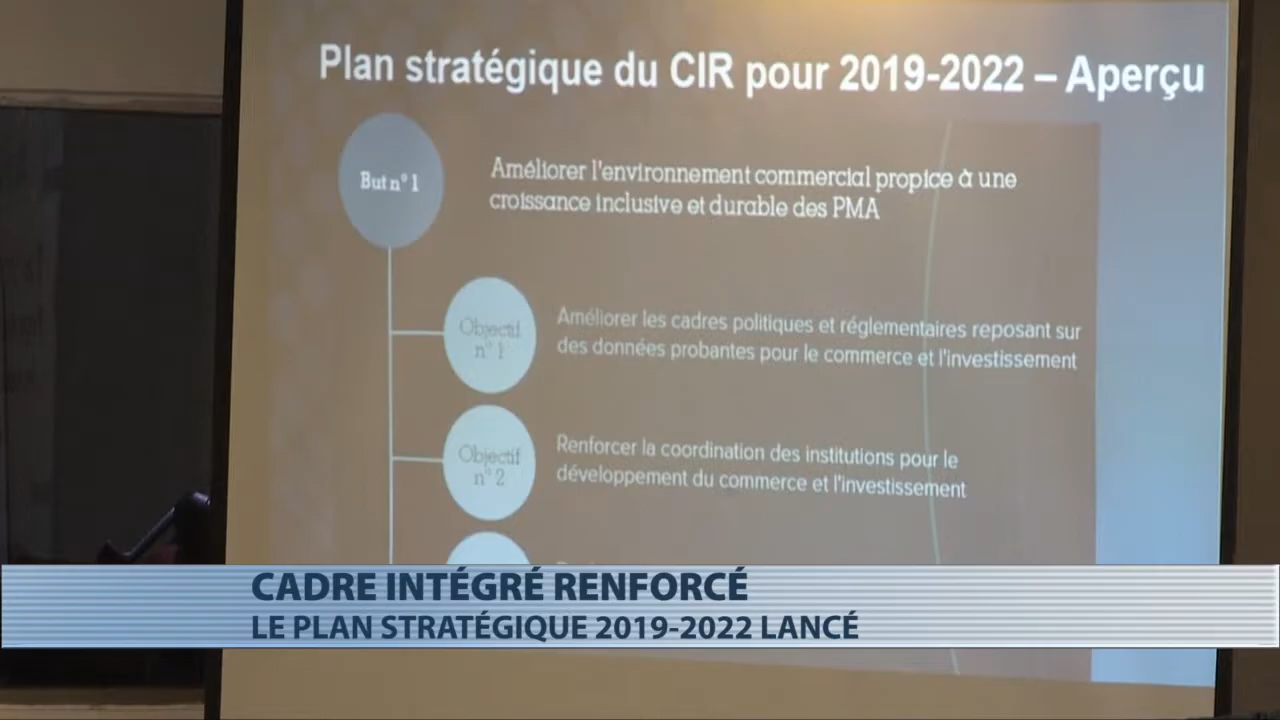 Plan stratégique du CIR pour 2019-2022 – Aperçu
But n° 1
Améliorer l'environnement commercial propice à une
croissance inclusive et durable des PMA
Objectif
n° 1
Améliorer les cadres politiques et réglementaires reposant sur
des données probantes pour le commerce et l'investissement
Objectif
n° 2
Renforcer la coordination des institutions pour le
développement du commerce et l'investissement
CADRE INTÉGRÉ RENFORCÉ
LE PLAN STRATÉGIQUE 2019-2022 LANCÉ